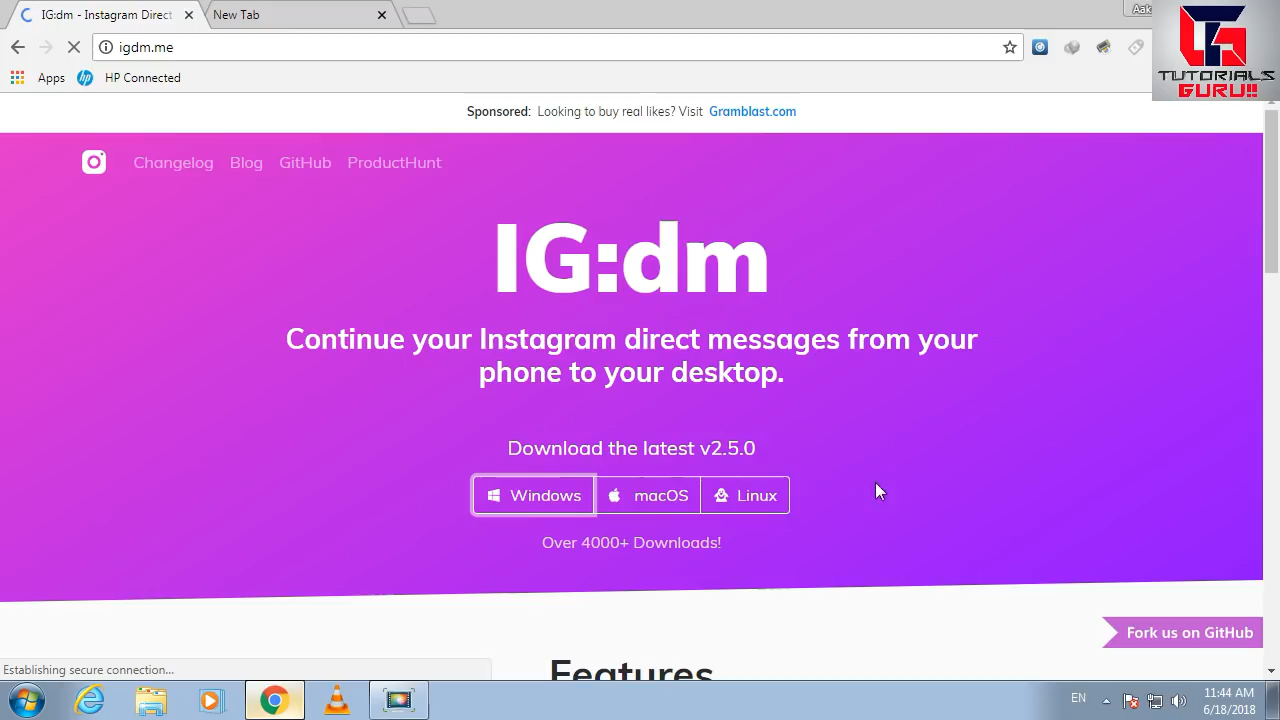 IG:dm - Instagram Direct
New Tab
Aak
igdm.me
Apps
HP Connected
TUTORIALS
GURU!!
Sponsored: Looking to buy real likes? Visit Gramblast.com
Changelog Blog GitHub ProductHunt
IG:dm
Continue your Instagram direct messages from your
phone to your desktop.
Download the latest v2.5.0
Windows macOS Linux
Over 4000+ Downloads!
Fork us on GitHub
Features
Establishing secure connection...
EN
11:44 AM
6/18/2018